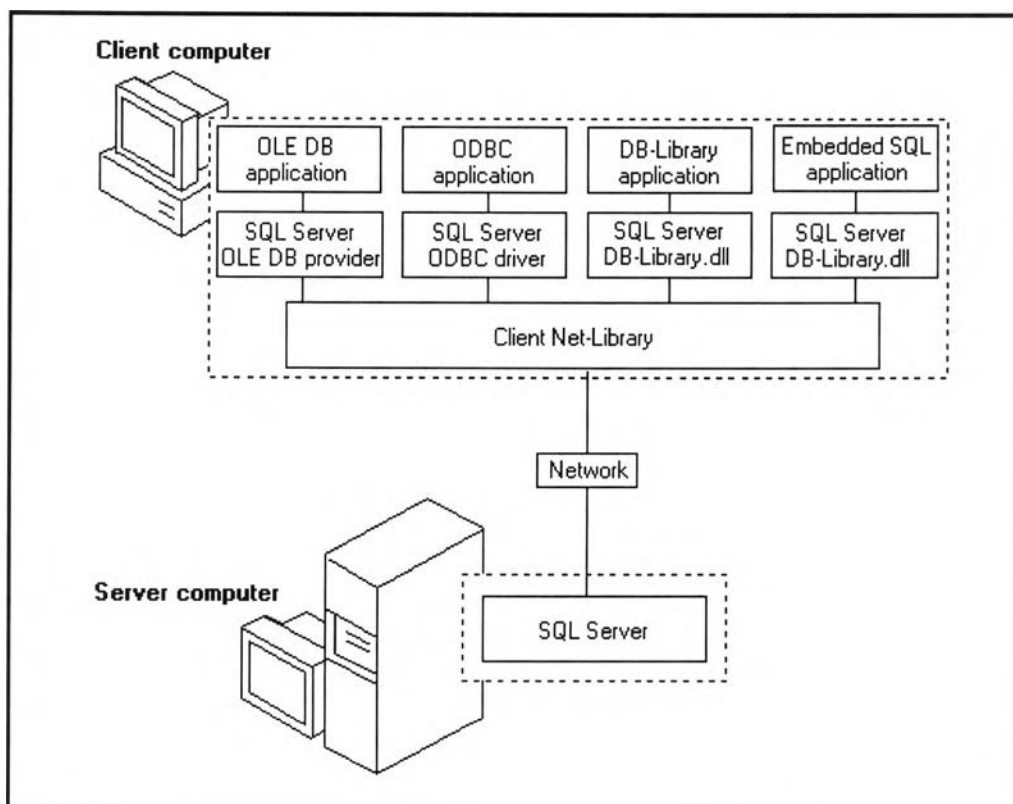 Client computer
OLE DB
application
ODBC
application
DB-Library
application
Embedded SQL
application
SQL Server
OLE DB provider
SQL Server
ODBC driver
SQL Server
DB-Library.dll
SQL Server
DB-Library.dll
Client Net-Library
Network
Server computer
SQL Server